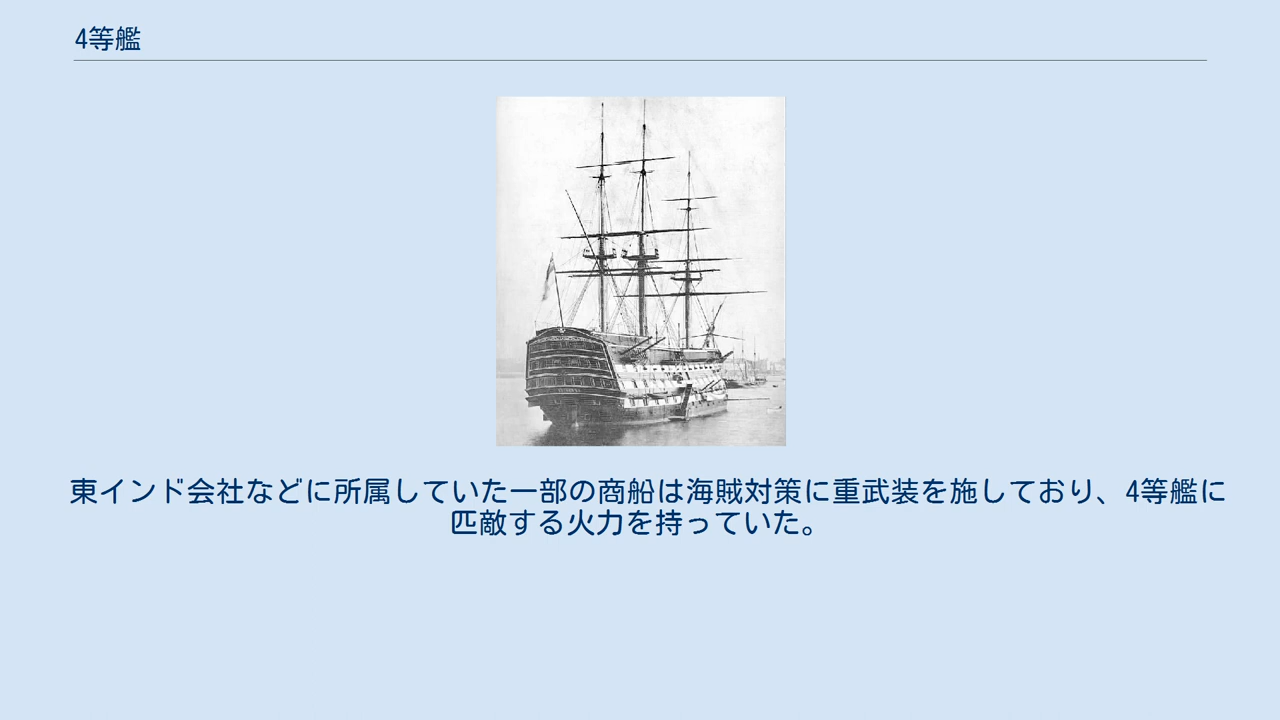 4等艦
東インド会社などに所属していた一部の商船は海賊対策に重武装を施しており、4等艦に
匹敵する火力を持っていた。